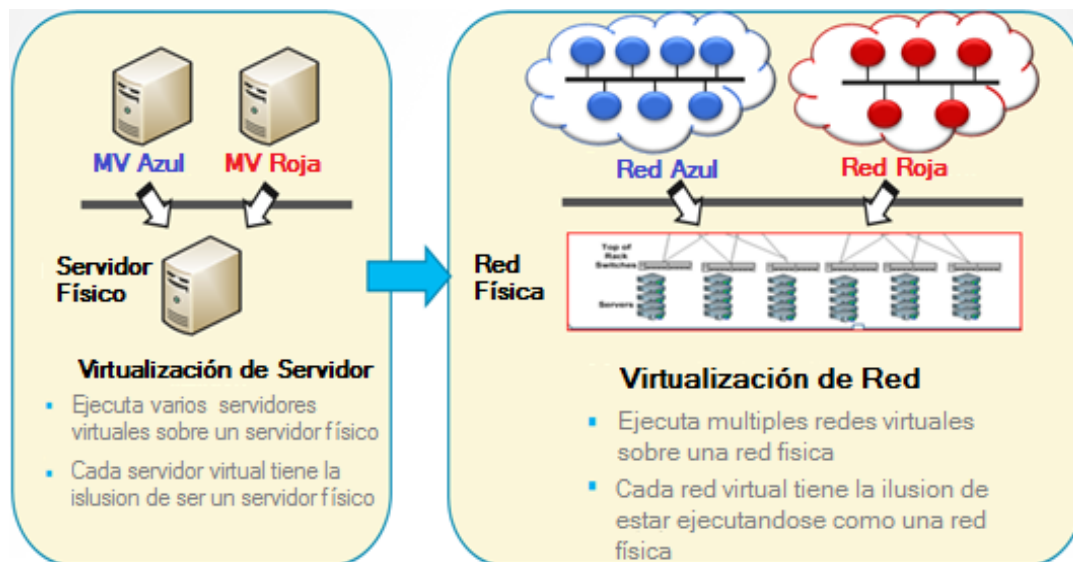 MV Azul
MV Roja
Servidor
Físico
Virtualización de Servidor
Ejecuta varios servidores
virtuales sobre un servidor físico
Cada servidor virtual tiene la
islusion de ser un servidor físico
Red Azul
Red Roja
Red
Física
Top of
Rack
Switches
Servers
Virtualización de Red
Ejecuta multiples redes virtuales
sobre una red fisica
Cada red virtual tiene la ilusion de
estar ejecutandose como una red
física